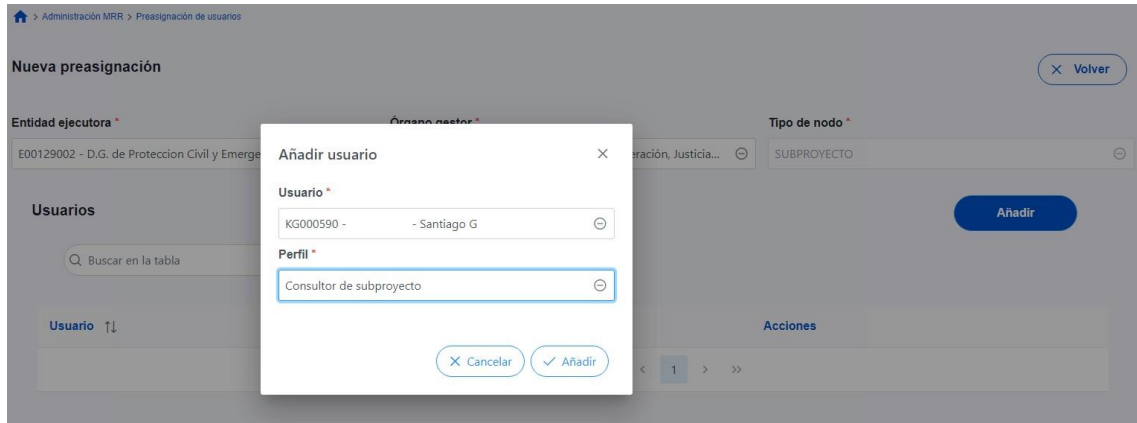 > Administración MRR > Preasignación de usuarios
Nueva preasignación
Volver
Entidad ejecutora *
Órgano gestor *
Tipo de nodo *
E00129002 - D.G. de Proteccion Civil y Emerge
eración, Justicia...
SUBPROYECTO
Añadir usuario
Usuario *
KG000590 - - Santiago G
Perfil *
Consultor de subproyecto
Cancelar
Añadir
Usuarios
Añadir
Buscar en la tabla
Usuario
Acciones
< 1 > >>